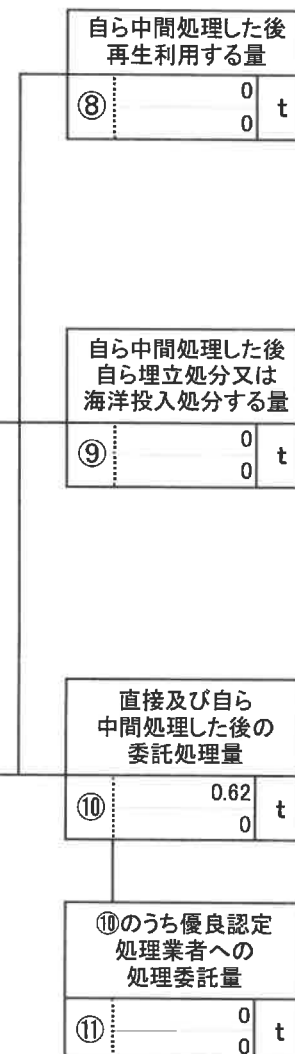 自ら中間処理した後
再生利用する量
⑧ 0 t
0
自ら中間処理した後
自ら埋立処分又は
海洋投入処分する量
⑨ 0 t
0
直接及び自ら
中間処理した後の
委託処理量
⑩ 0.62 t
0
⑩のうち優良認定
処理業者への
処理委託量
⑪ 0 t
0